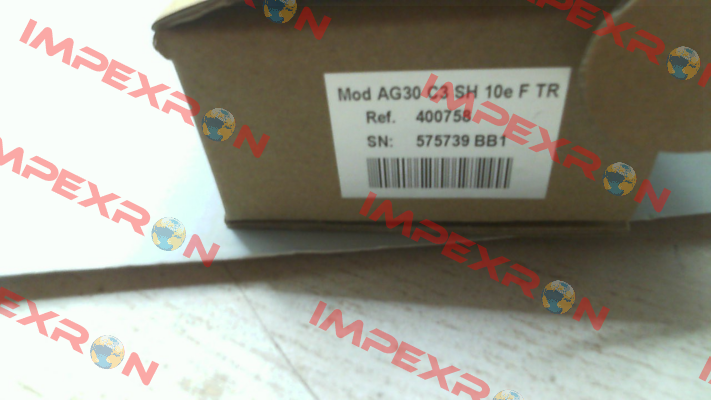 Mod AG30 C3 SH 10e F TR
Ref. 400758
SN: 575739 BB1
IMPEXRON
IMPEXRON
IMPEXRON
IMPEXRON
IMPEXRON
IMPEXRON